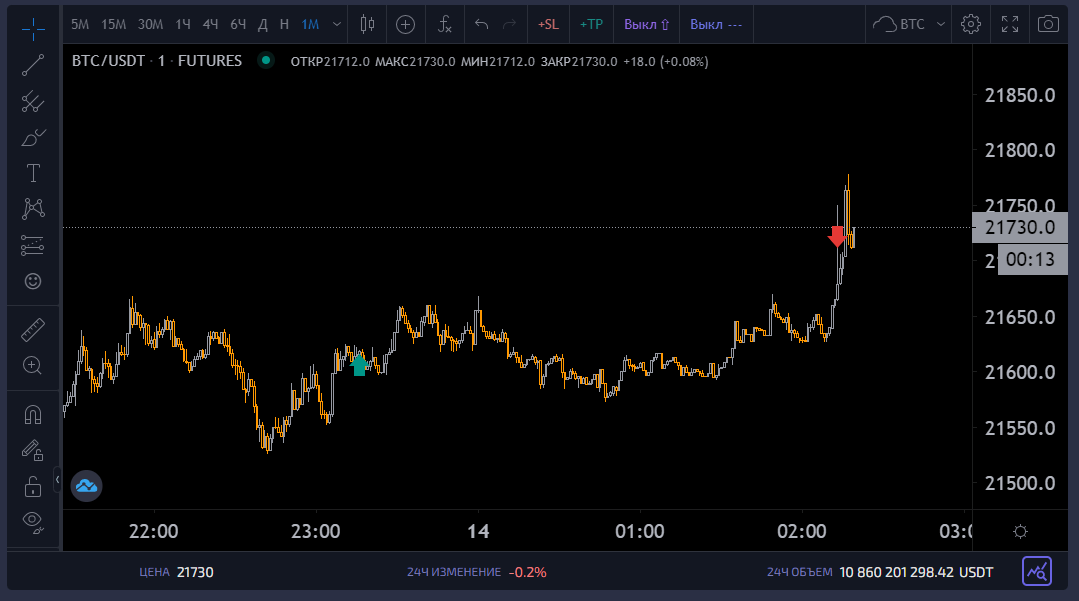 5М 15М 30М 1Ч 4Ч 6Ч Д Н 1М +SL +TP Выкл ⇧ Выкл --- BTC
BTC/USDT · 1 · FUTURES ОТКР21712.0 МАКС21730.0 МИН21712.0 ЗАКР21730.0 +18.0 (+0.08%)
21850.0
21800.0
21750.0
21730.0
00:13
21650.0
21600.0
21550.0
21500.0
22:00 23:00 14 01:00 02:00
ЦЕНА 21730 24Ч ИЗМЕНЕНИЕ -0.2% 24Ч ОБЪЕМ 10 860 201 298.42 USDT